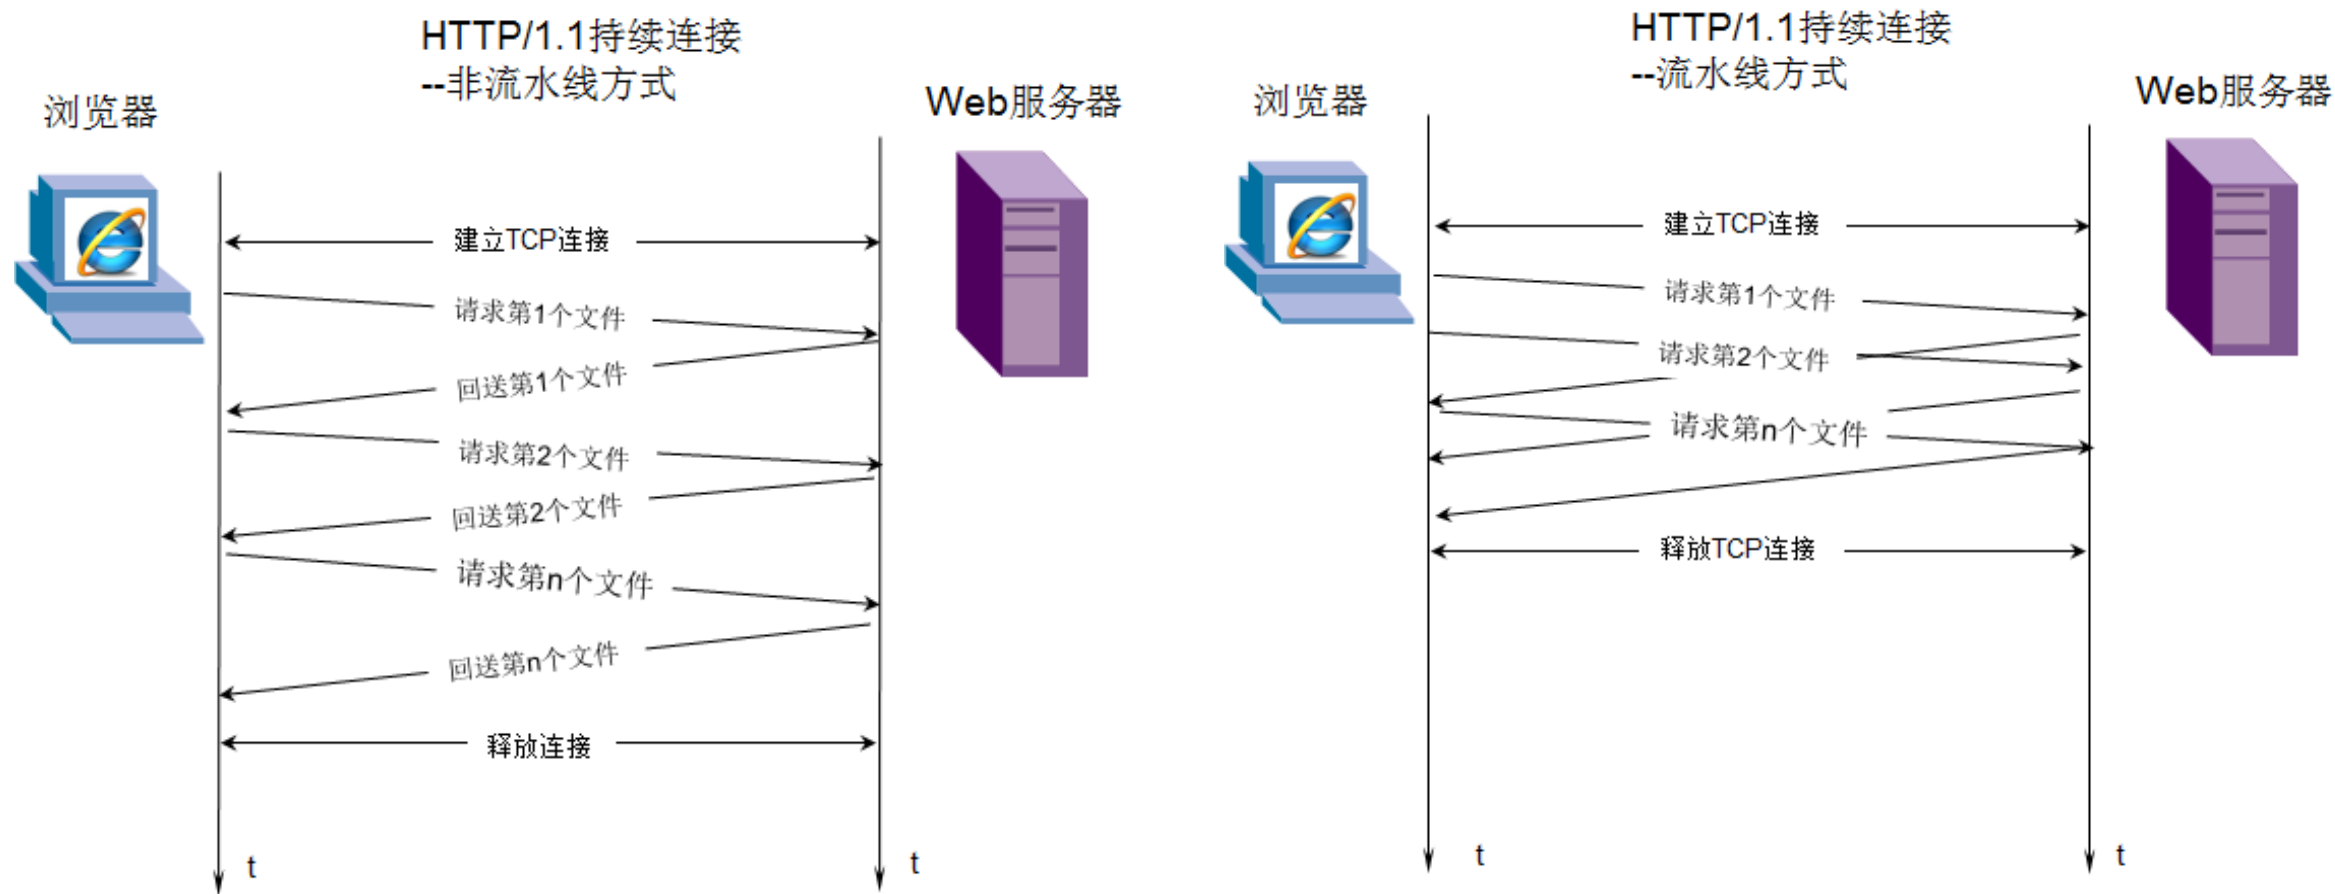 HTTP/1.1持续连接
--非流水线方式
浏览器
Web服务器
建立TCP连接
请求第1个文件
回送第1个文件
请求第2个文件
回送第2个文件
请求第n个文件
回送第n个文件
释放连接
t
t
HTTP/1.1持续连接
--流水线方式
浏览器
Web服务器
建立TCP连接
请求第1个文件
请求第2个文件
请求第n个文件
释放TCP连接
t
t